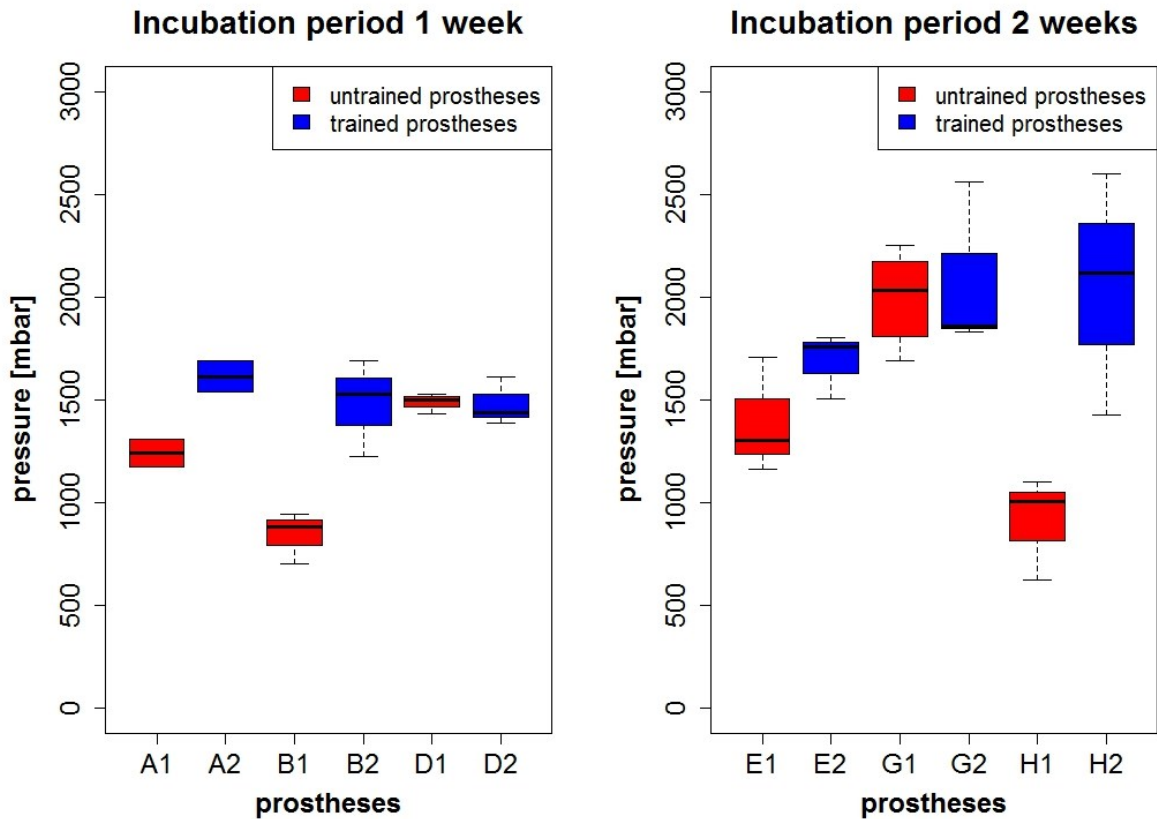 Incubation period 1 week
untrained prostheses
trained prostheses
3000
2500
2000
1500
1000
500
0
pressure [mbar]
A1 A2 B1 B2 D1 D2
prostheses
Incubation period 2 weeks
untrained prostheses
trained prostheses
3000
2500
2000
1500
1000
500
0
pressure [mbar]
E1 E2 G1 G2 H1 H2
prostheses